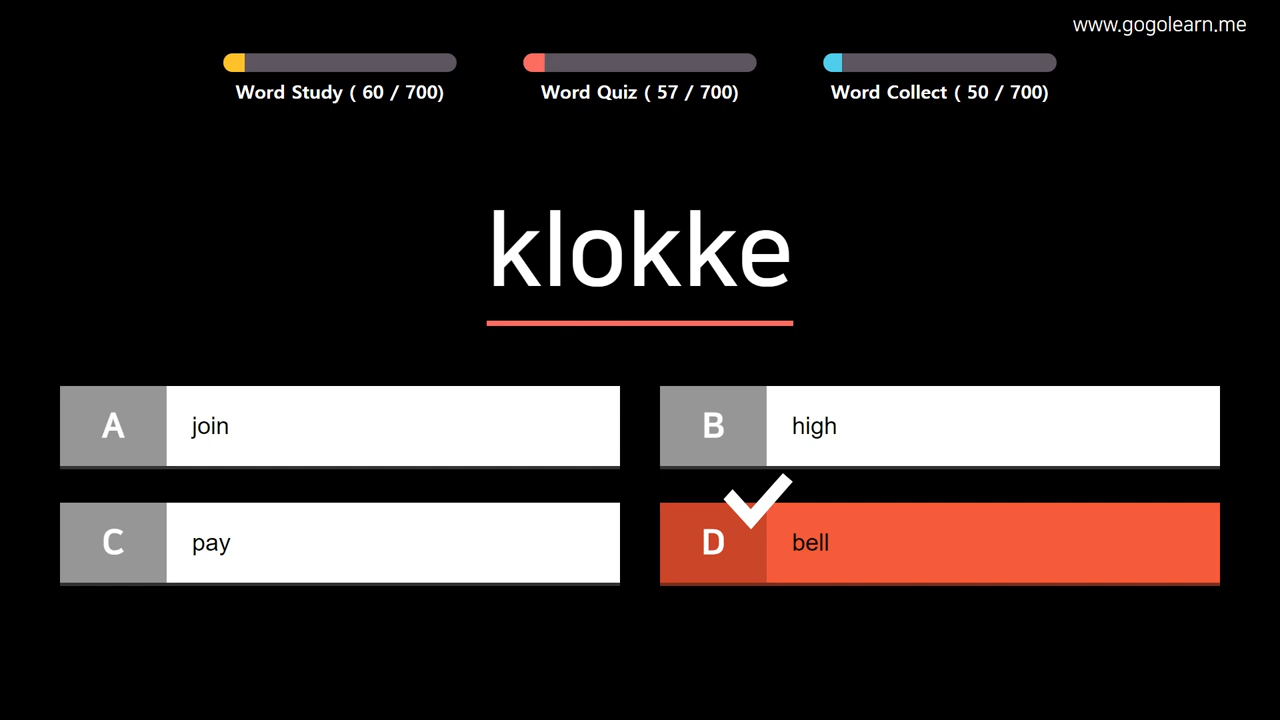 www.gogolearn.me
Word Study ( 60 / 700)
Word Quiz ( 57 / 700)
Word Collect ( 50 / 700)
klokke
A join
B high
C pay
D bell